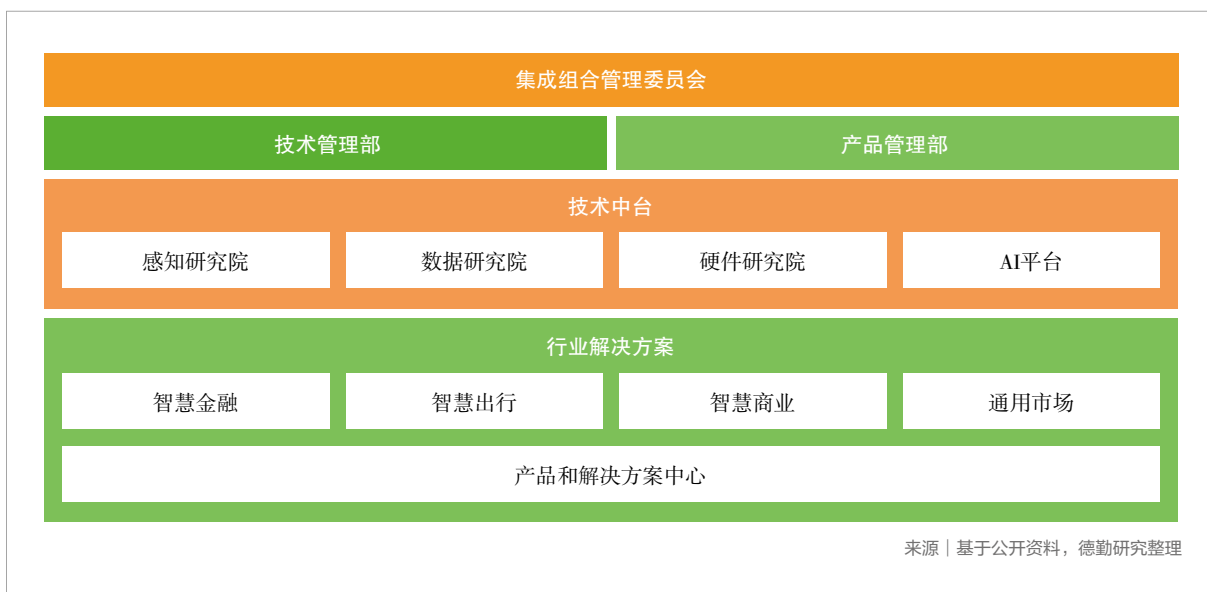 集成组合管理委员会
技术管理部
产品管理部
技术中台
感知研究院
数据研究院
硬件研究院
AI平台
行业解决方案
智慧金融
智慧出行
智慧商业
通用市场
产品和解决方案中心
来源｜基于公开资料，德勤研究整理